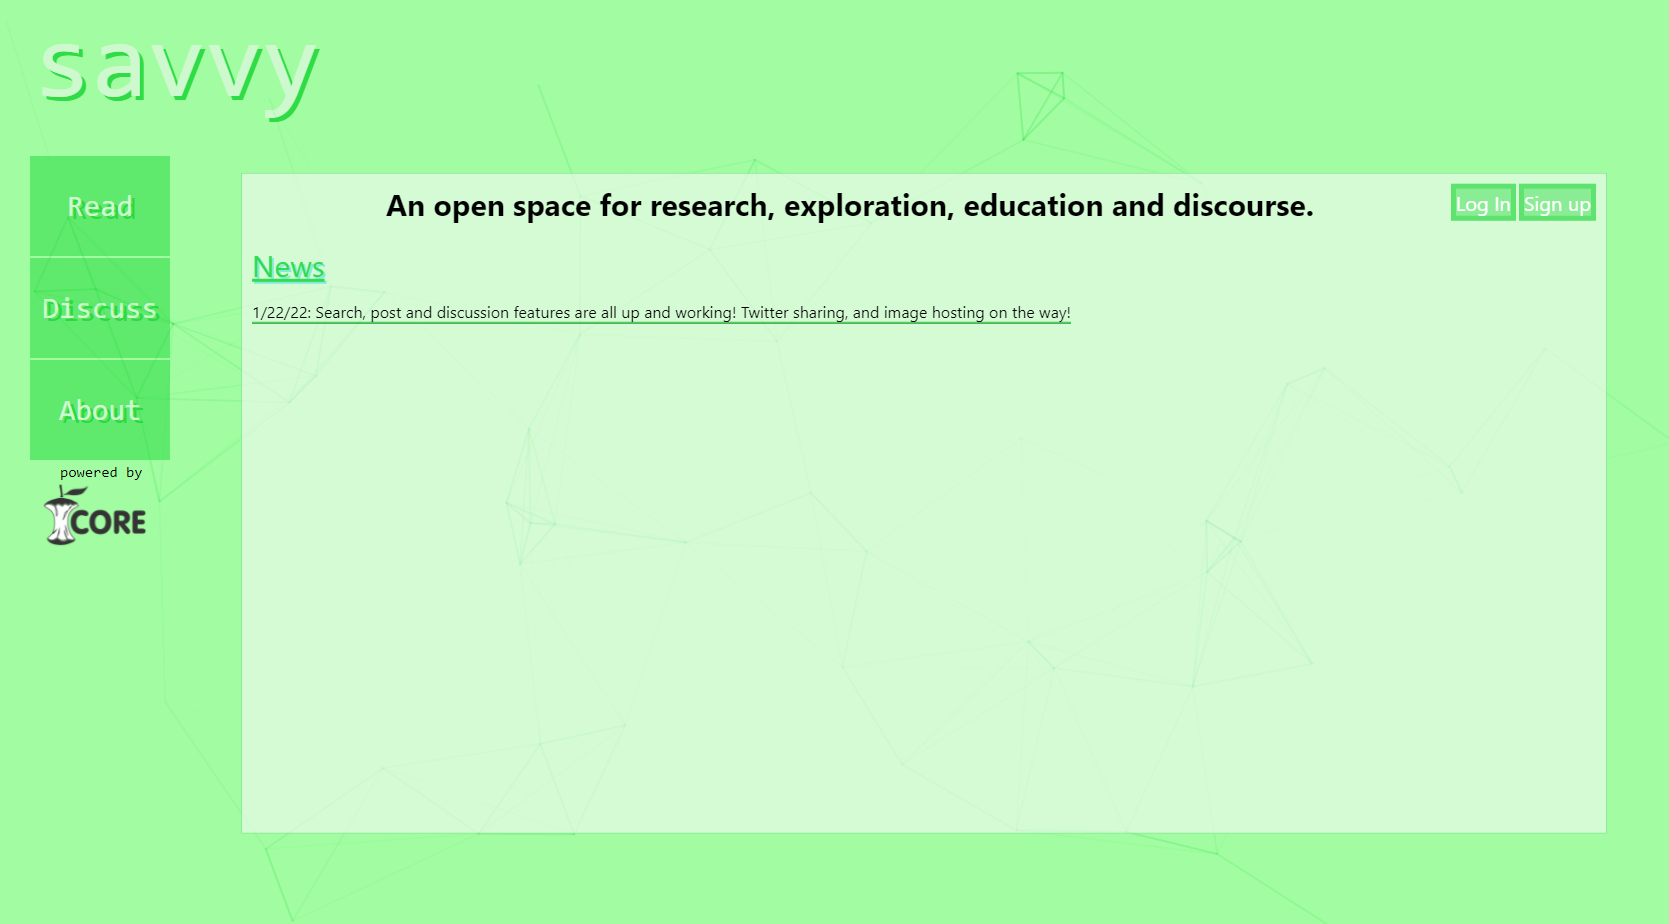 savvy
Read
Discuss
About
powered by
CORE
An open space for research, exploration, education and discourse.
Log In Sign up
News
1/22/22: Search, post and discussion features are all up and working! Twitter sharing, and image hosting on the way!